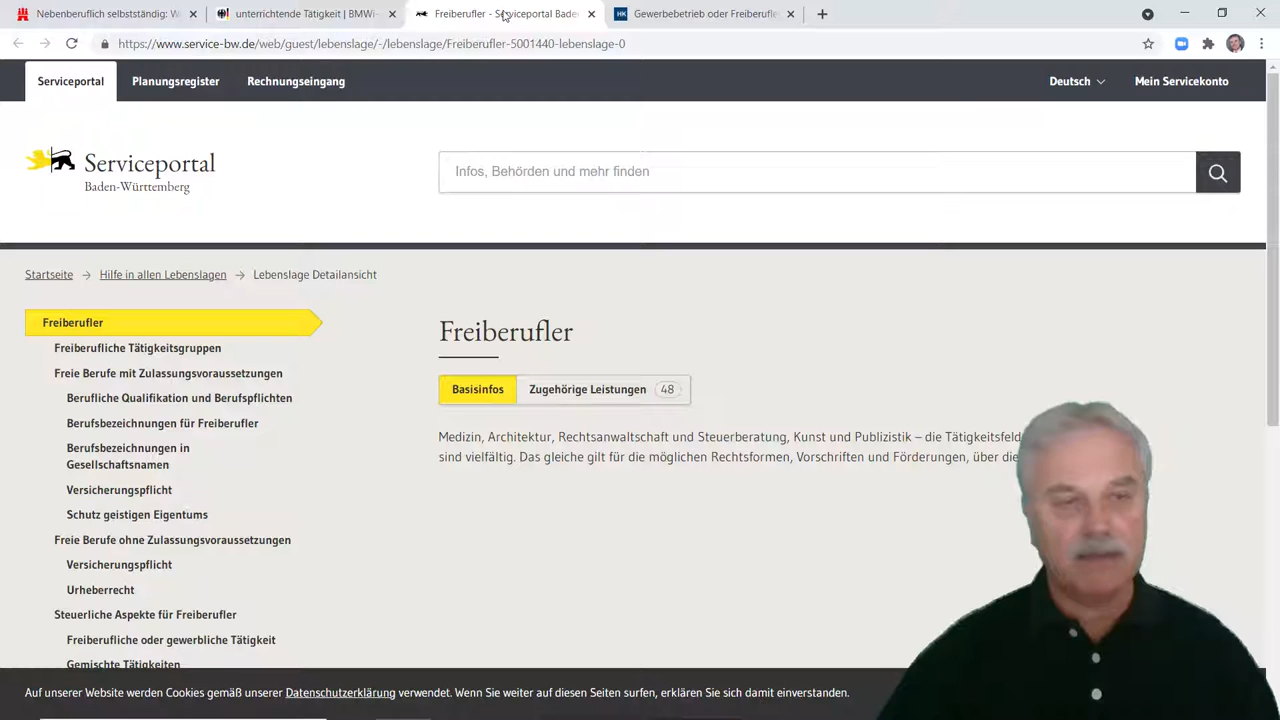 Nebenberuflich selbstständig: W
unterrichtende Tätigkeit | BMWi-
Freiberufler - Serviceportal Bade
Gewerbebetrieb oder Freiberufle
https://www.service-bw.de/web/guest/lebenslage/-/lebenslage/Freiberufler-5001440-lebenslage-0
Serviceportal
Planungsregister
Rechnungseingang
Deutsch
Mein Servicekonto
Serviceportal
Baden-Württemberg
Infos, Behörden und mehr finden
Startseite → Hilfe in allen Lebenslagen → Lebenslage Detailansicht
Freiberufler
Freiberufliche Tätigkeitsgruppen
Freie Berufe mit Zulassungsvoraussetzungen
Berufliche Qualifikation und Berufspflichten
Berufsbezeichnungen für Freiberufler
Berufsbezeichnungen in
Gesellschaftsnamen
Versicherungspflicht
Schutz geistigen Eigentums
Freie Berufe ohne Zulassungsvoraussetzungen
Versicherungspflicht
Urheberrecht
Steuerliche Aspekte für Freiberufler
Freiberufliche oder gewerbliche Tätigkeit
Gemischte Tätigkeiten
Freiberufler
Basisinfos
Zugehörige Leistungen 48
Medizin, Architektur, Rechtsanwaltschaft und Steuerberatung, Kunst und Publizistik – die Tätigkeitsfeld
sind vielfältig. Das gleiche gilt für die möglichen Rechtsformen, Vorschriften und Förderungen, über die
Auf unserer Website werden Cookies gemäß unserer Datenschutzerklärung verwendet. Wenn Sie weiter auf diesen Seiten surfen, erklären Sie sich damit einverstanden.